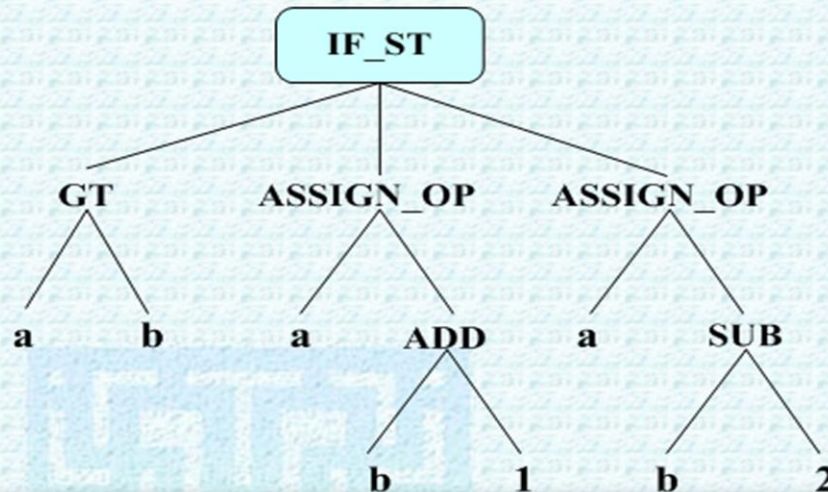 IF_ST
GT ASSIGN_OP ASSIGN_OP
a b a ADD a SUB
b 1 b 2